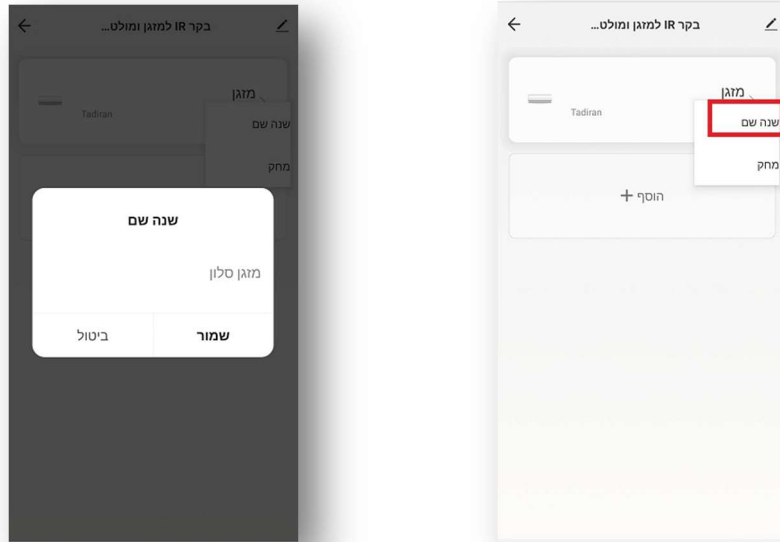 בקר IR למזגן ומולט...
מזגן
Tadiran
שנה שם
מחק
הוסף +
בקר IR למזגן ומולט...
מזגן
Tadiran
שנה שם
מחק
שנה שם
מזגן סלון
שמור
ביטול